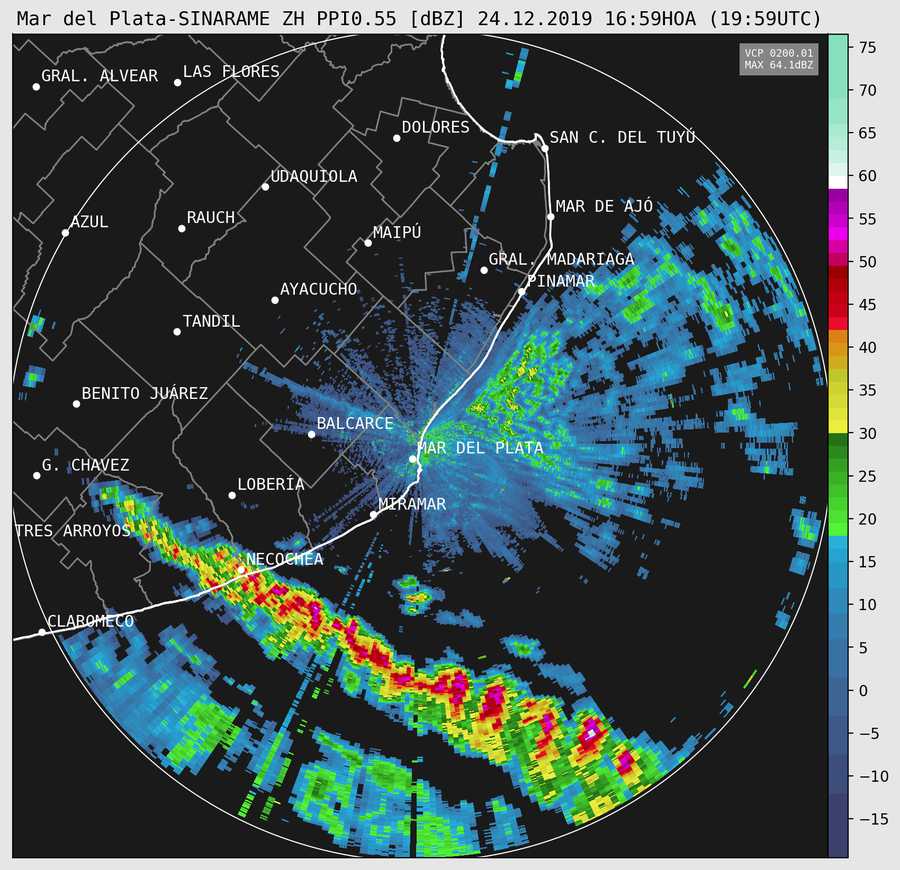 Mar del Plata-SINARAME ZH PPI0.55 [dBZ] 24.12.2019 16:59HOA (19:59UTC)
VCP 0200.01
MAX 64.1dBZ
GRAL. ALVEAR
LAS FLORES
DOLORES
SAN C. DEL TUYÚ
UDAQUIOLA
MAR DE AJÓ
AZUL
RAUCH
MAIPÚ
GRAL. MADARIAGA
PINAMAR
AYACUCHO
TANDIL
BENITO JUÁREZ
BALCARCE
MAR DEL PLATA
G. CHAVEZ
LOBERÍA
MIRAMAR
TRES ARROYOS
NECOCHEA
CLAROMECO
75
70
65
60
55
50
45
40
35
30
25
20
15
10
5
0
−5
−10
−15